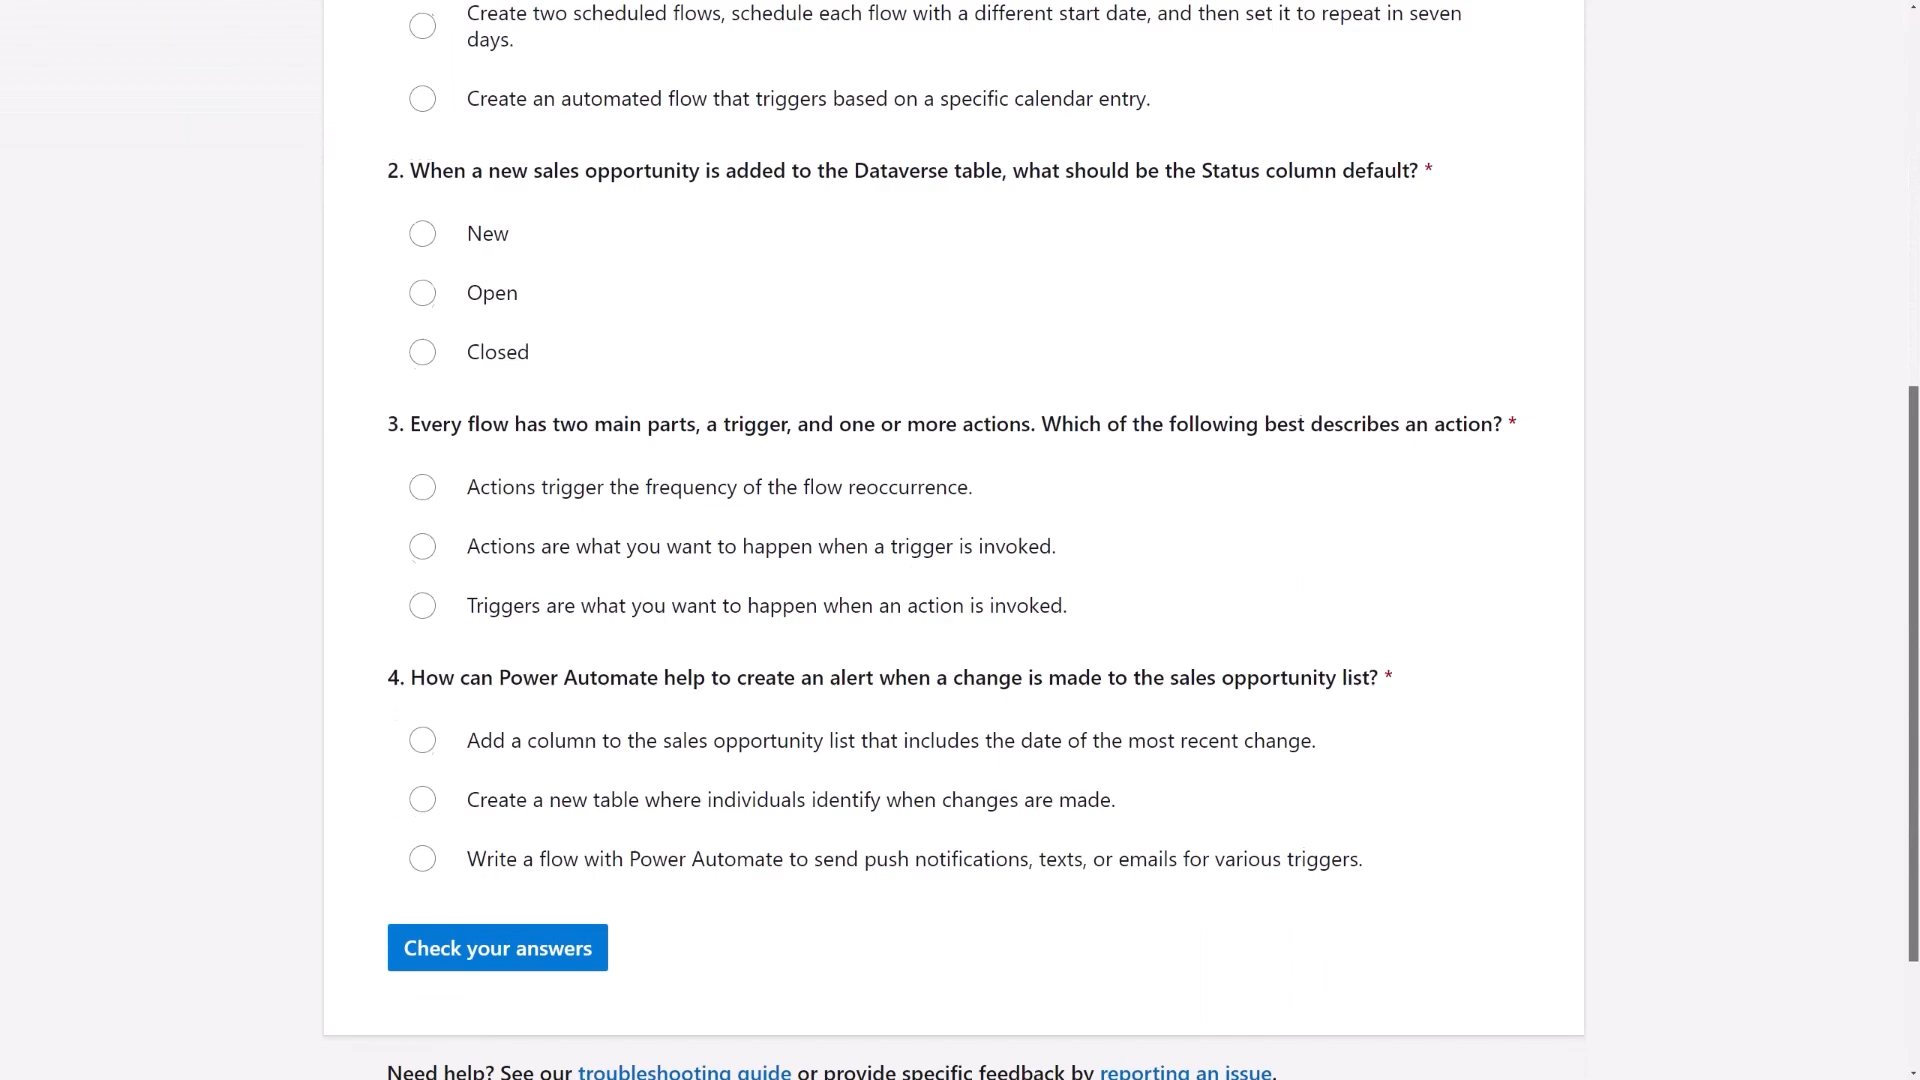 Create two scheduled flows, schedule each flow with a different start date, and then set it to repeat in seven
days.
Create an automated flow that triggers based on a specific calendar entry.
2. When a new sales opportunity is added to the Dataverse table, what should be the Status column default? *
New
Open
Closed
3. Every flow has two main parts, a trigger, and one or more actions. Which of the following best describes an action? *
Actions trigger the frequency of the flow reoccurrence.
Actions are what you want to happen when a trigger is invoked.
Triggers are what you want to happen when an action is invoked.
4. How can Power Automate help to create an alert when a change is made to the sales opportunity list? *
Add a column to the sales opportunity list that includes the date of the most recent change.
Create a new table where individuals identify when changes are made.
Write a flow with Power Automate to send push notifications, texts, or emails for various triggers.
Check your answers
Need help? See our troubleshooting guide or provide specific feedback by reporting an issue.